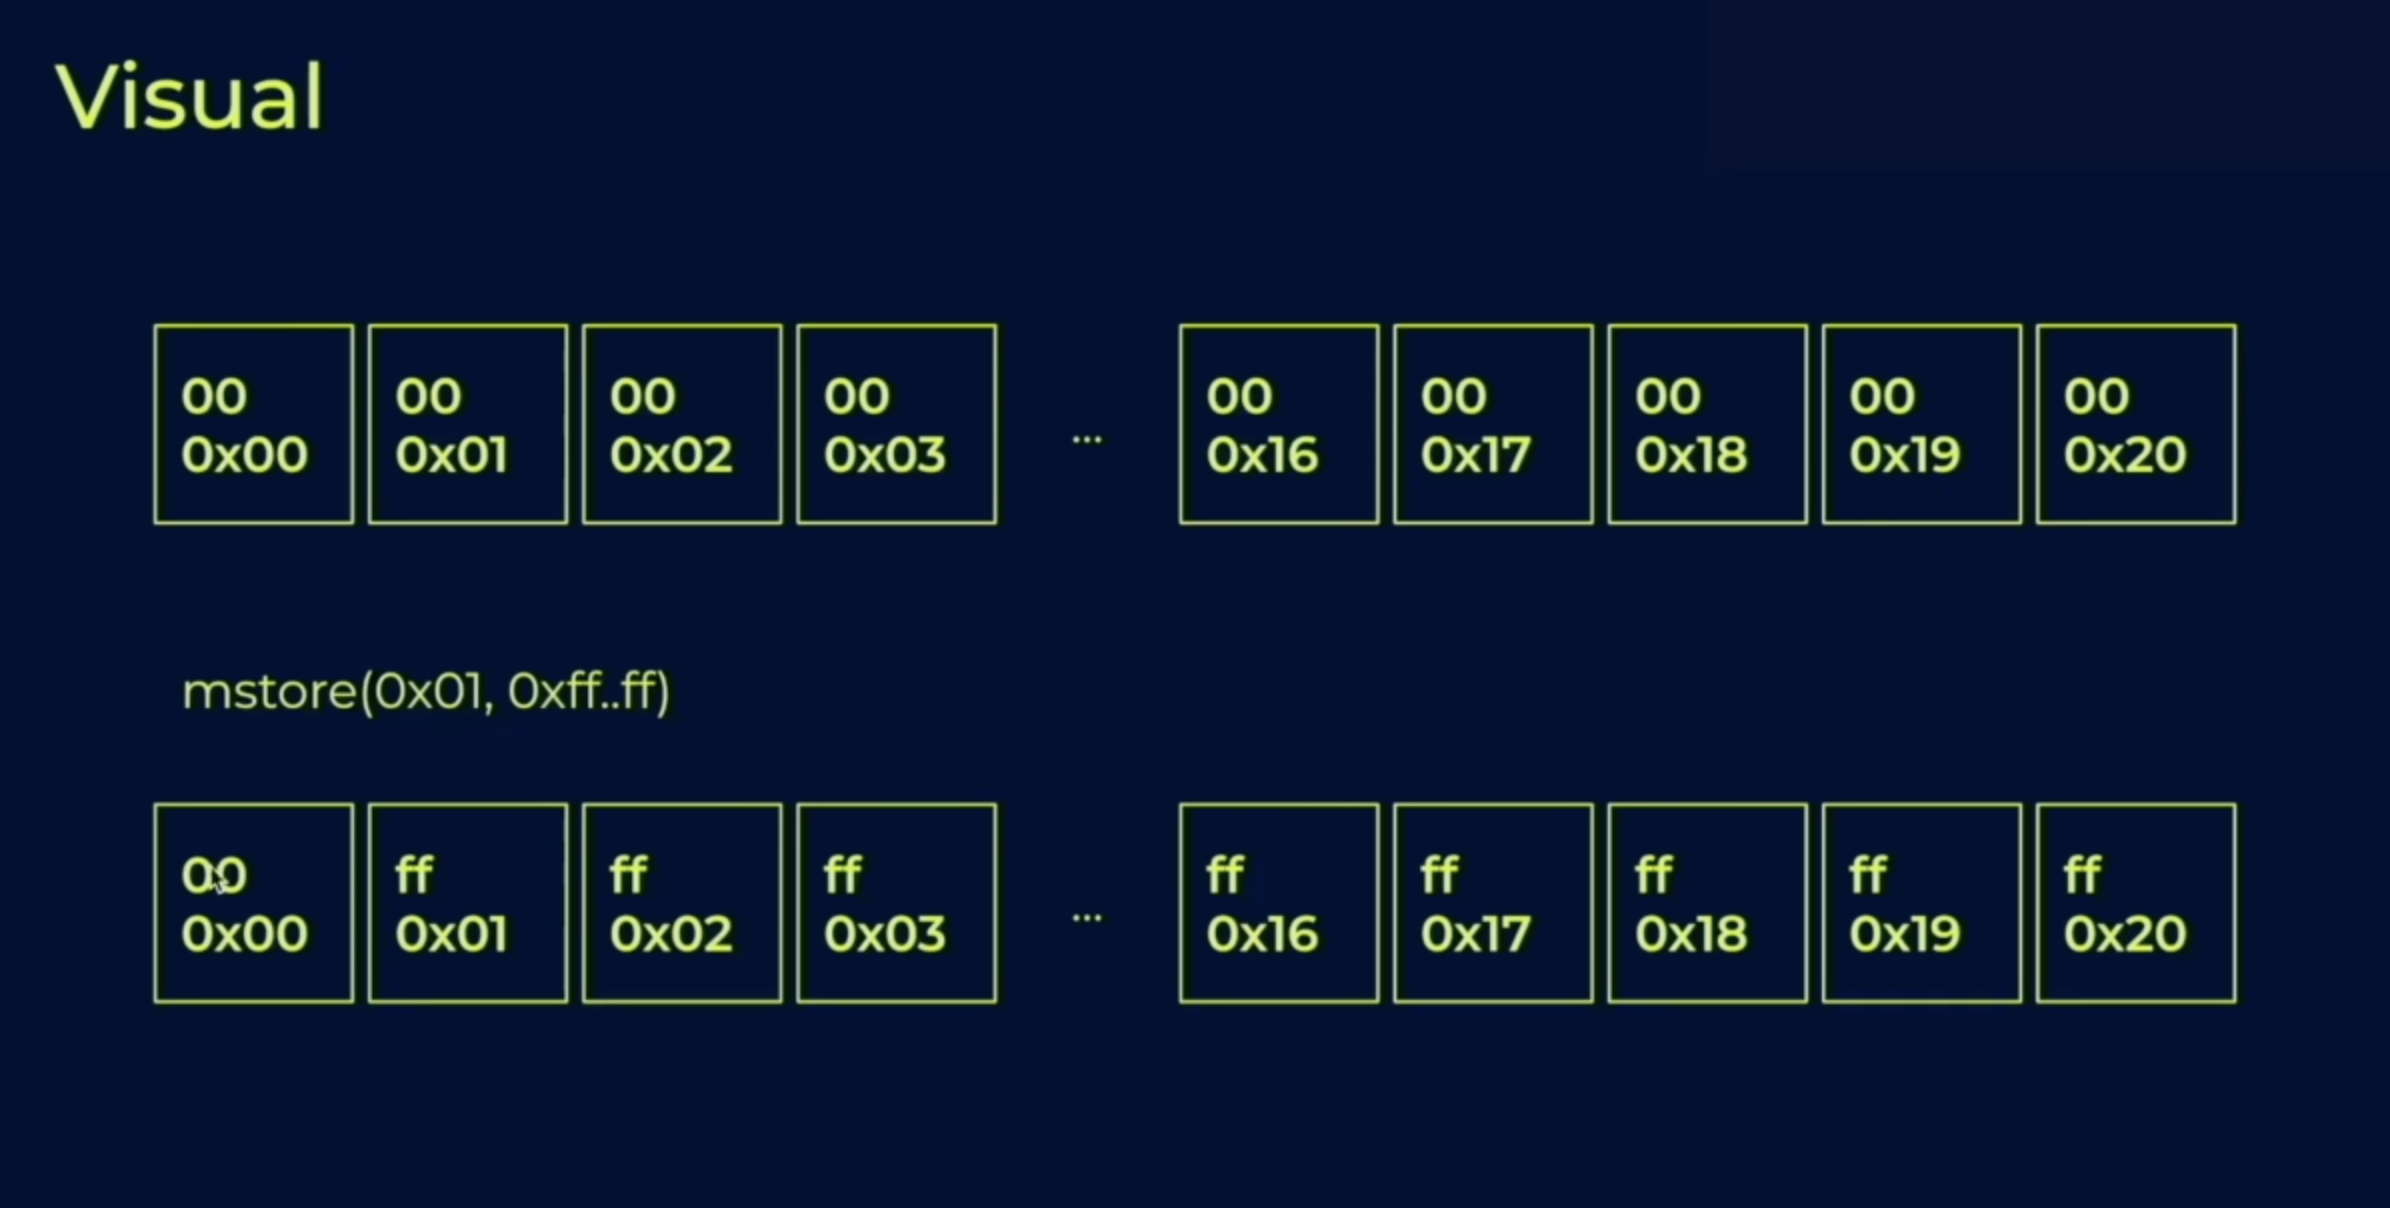 Visual
00 00 00 00 ... 00 00 00 00 00
0x00 0x01 0x02 0x03 0x16 0x17 0x18 0x19 0x20
mstore(0x01, 0xff..ff)
00 ff ff ff ... ff ff ff ff ff
0x00 0x01 0x02 0x03 0x16 0x17 0x18 0x19 0x20